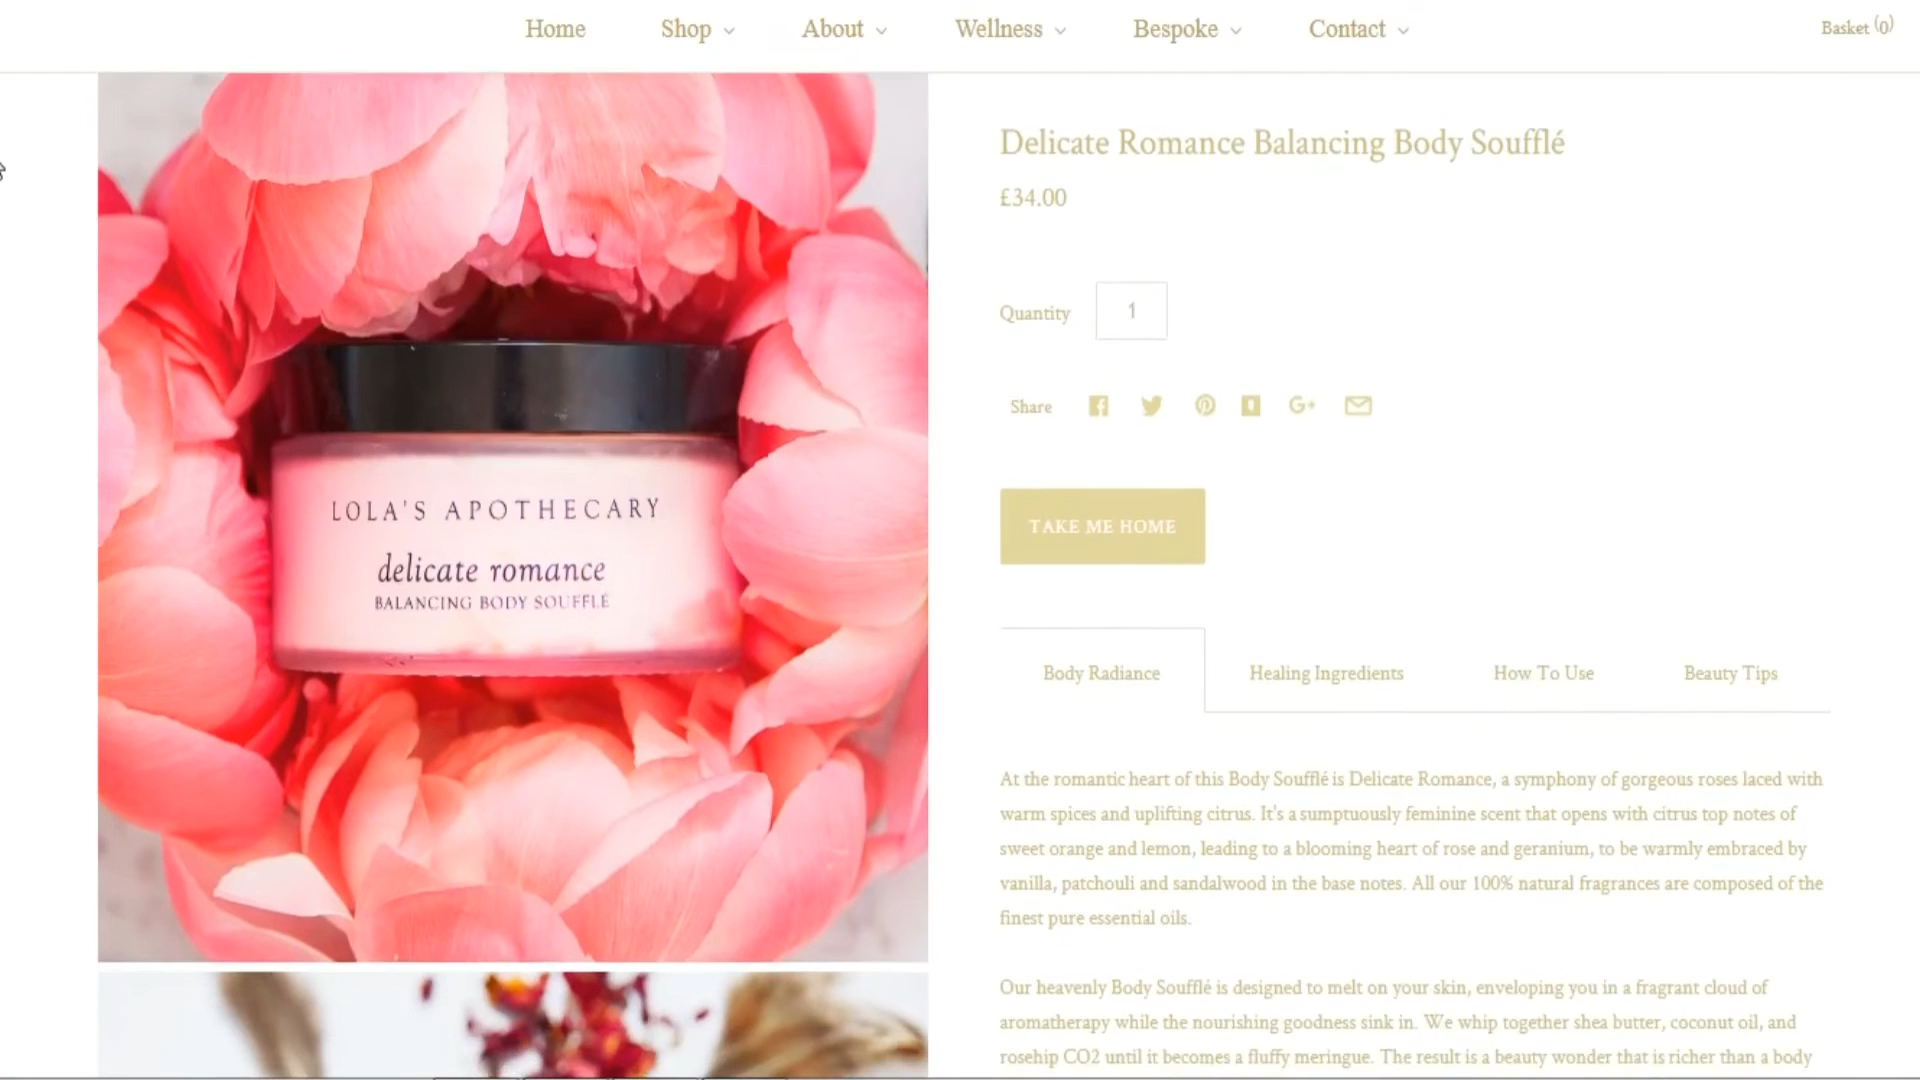 Home Shop About Wellness Bespoke Contact Basket (0)
Delicate Romance Balancing Body Soufflé
£34.00
Quantity 1
Share
TAKE ME HOME
LOLA'S APOTHECARY
delicate romance
BALANCING BODY SOUFFLÉ
Body Radiance Healing Ingredients How To Use Beauty Tips
At the romantic heart of this Body Soufflé is Delicate Romance, a symphony of gorgeous roses laced with
warm spices and uplifting citrus. It's a sumptuously feminine scent that opens with citrus top notes of
sweet orange and lemon, leading to a blooming heart of rose and geranium, to be warmly embraced by
vanilla, patchouli and sandalwood in the base notes. All our 100% natural fragrances are composed of the
finest pure essential oils.
Our heavenly Body Soufflé is designed to melt on your skin, enveloping you in a fragrant cloud of
aromatherapy while the nourishing goodness sink in. We whip together shea butter, coconut oil, and
rosehip CO2 until it becomes a fluffy meringue. The result is a beauty wonder that is richer than a body